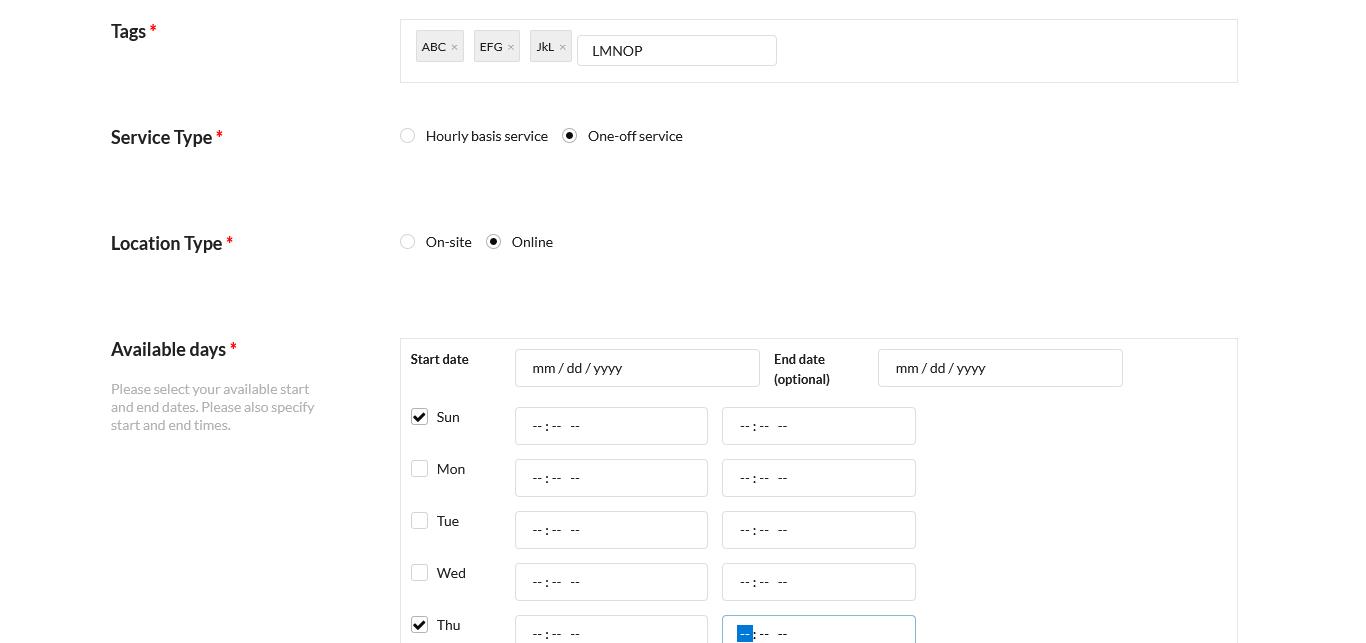 Tags *
ABC × EFG × JkL × LMNOP
Service Type *
Hourly basis service One-off service
Location Type *
On-site Online
Available days *
Please select your available start
and end dates. Please also specify
start and end times.
Start date mm / dd / yyyy End date
(optional) mm / dd / yyyy
Sun --:-- -- --:-- --
Mon --:-- -- --:-- --
Tue --:-- -- --:-- --
Wed --:-- -- --:-- --
Thu --:-- -- --:-- --